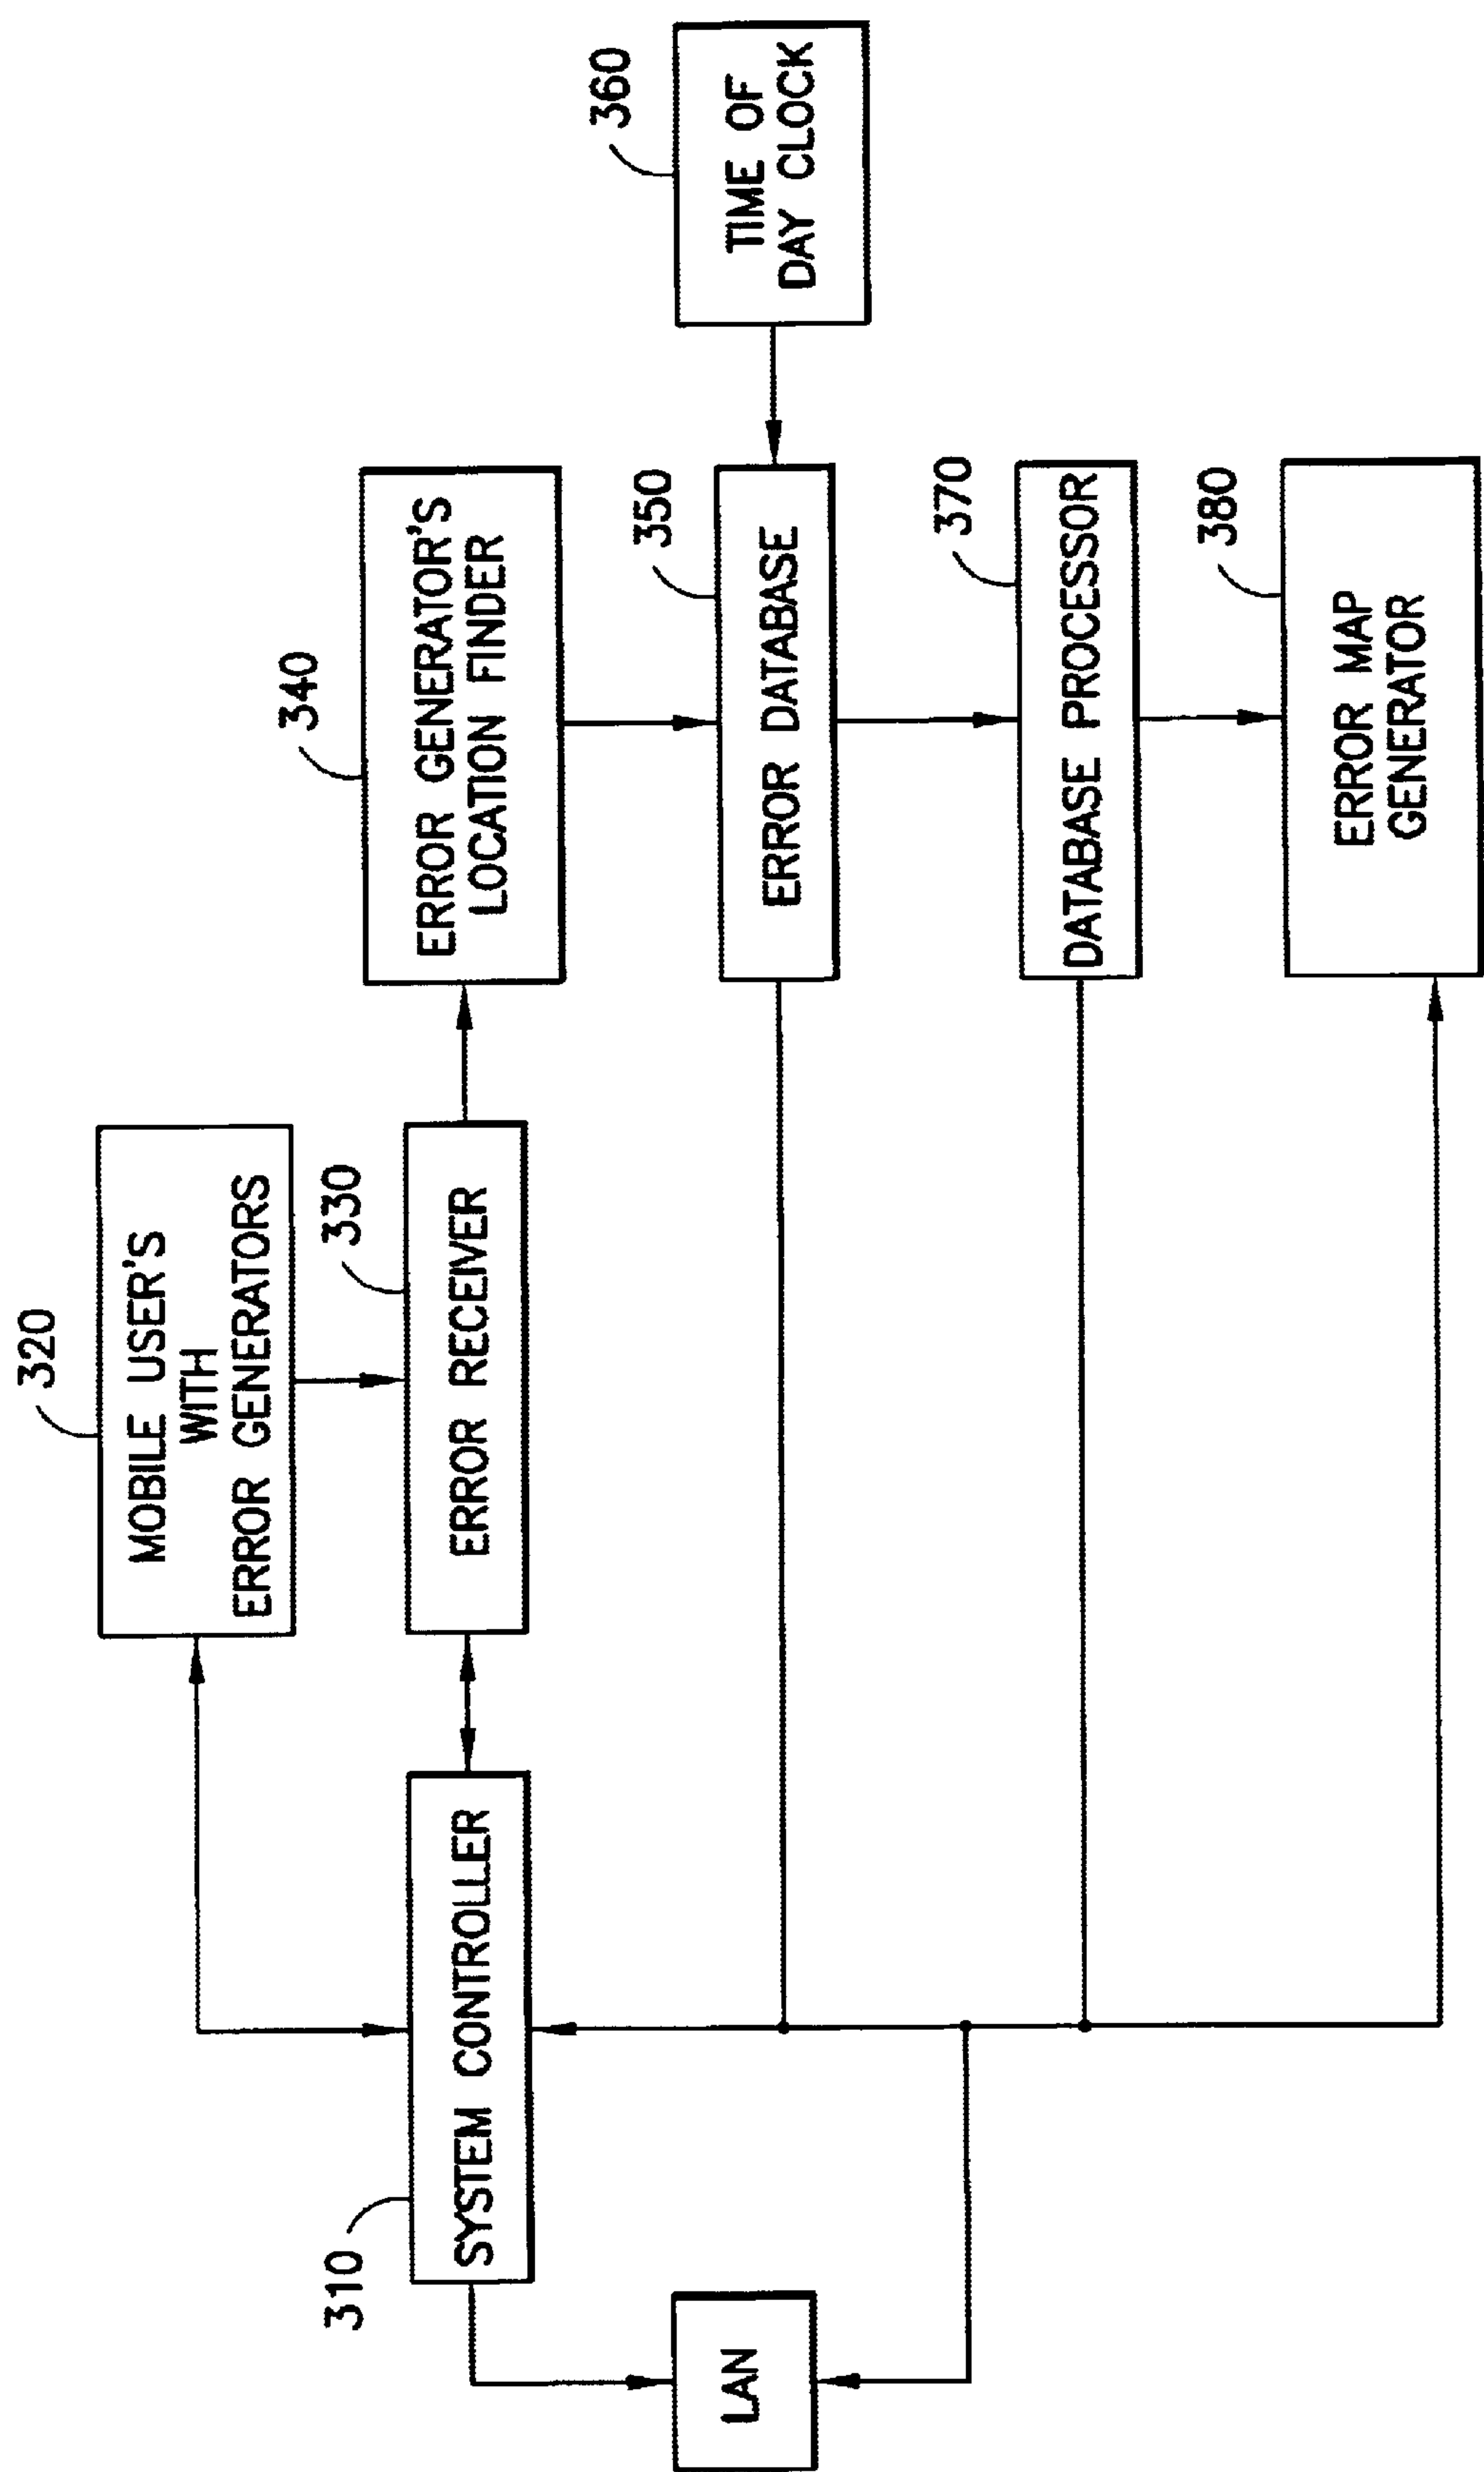 320
MOBILE USER'S
WITH
ERROR GENERATORS
310
SYSTEM CONTROLLER
330
ERROR RECEIVER
340
ERROR GENERATOR'S
LOCATION FINDER
360
TIME OF
DAY CLOCK
LAN
350
ERROR DATABASE
370
DATABASE PROCESSOR
380
ERROR MAP
GENERATOR